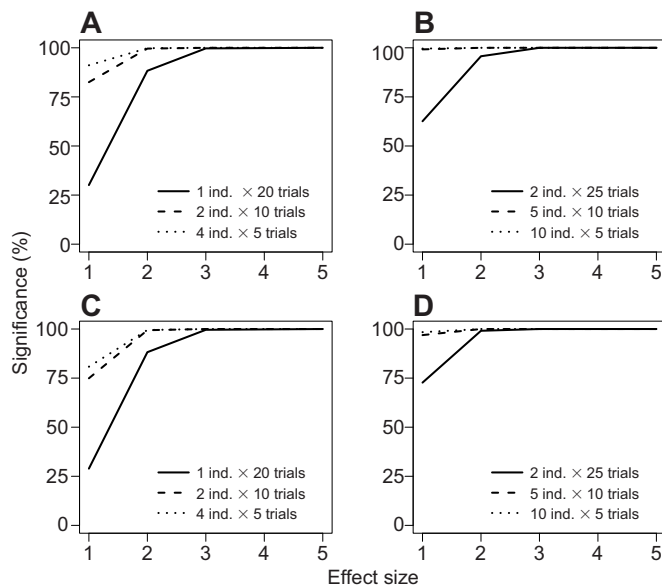 A
100
75
50
25
0
1 ind. × 20 trials
2 ind. × 10 trials
4 ind. × 5 trials
1 2 3 4 5
B
100
75
50
25
0
2 ind. × 25 trials
5 ind. × 10 trials
10 ind. × 5 trials
1 2 3 4 5
Significance (%)
C
100
75
50
25
0
1 ind. × 20 trials
2 ind. × 10 trials
4 ind. × 5 trials
1 2 3 4 5
D
100
75
50
25
0
2 ind. × 25 trials
5 ind. × 10 trials
10 ind. × 5 trials
1 2 3 4 5
Effect size